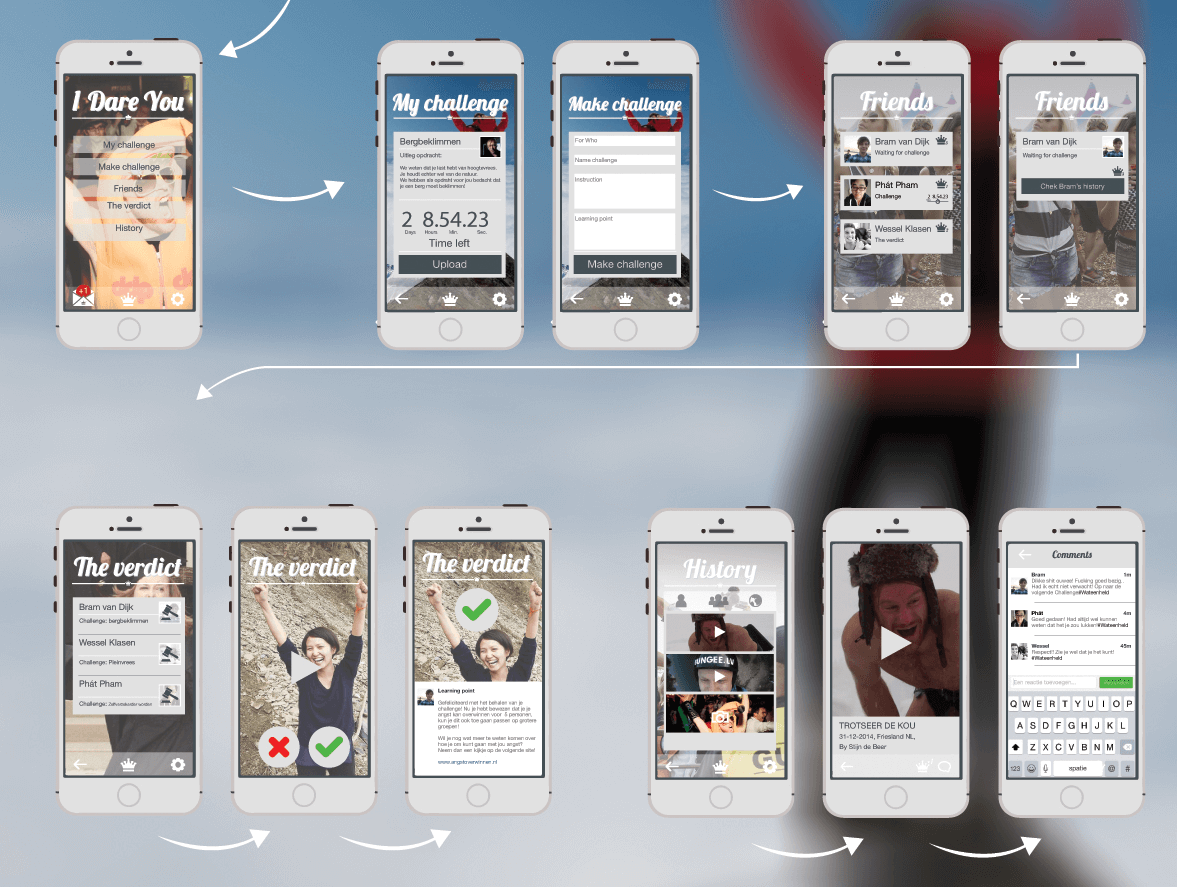 1 Dare You
My challenge
Make challenge
Friends
The verdict
History
+1
My challenge
Bergbeklimmen
Uitleg opdracht:
We weten dat je last hebt van hoogtevrees.
Je houdt echter wel van de natuur.
We hebben als opdracht voor jou bedacht dat
je een berg moet beklimmen!
2 8.54.23
Days Hours Min. Sec.
Time left
Upload
Make challenge
For Who
Name challenge
Instruction
Learning point
Make challenge
Friends
Bram van Dijk
Waiting for challenge
Phát Pham
Challenge
2 8.54.23
Wessel Klasen
The verdict
Friends
Bram van Dijk
Waiting for challenge
Chek Bram's history
The verdict
Bram van Dijk
Challenge: bergbeklimmen
Wessel Klasen
Challenge: Pleinvrees
Phát Pham
Challenge: Zelfverdediger worden
The verdict
The verdict
Learning point
Gefeliciteerd met het behalen van je
challenge! Nu je hebt bewezen dat je je
angst kan overwinnen voor 5 personen,
kun je dit ook toe gaan passen op grotere
groepen!
Wil je nog wat meer te weten komen over
hoe je om kunt gaan met jou angst?
Neem dan een kijkje op de volgende site!
www.angstoverwinner.nl
History
BUNGEE.LV
TROTSEER DE KOU
31-12-2014, Friesland NL,
By Stijn de Beer
Comments
Bram 1m
Dikke shit ouwe! Fucking goed bezig.
Had ik echt niet verwacht! Op naar de
volgende Challenge#Wateenheld
Phát 4m
Goed gedaan! Had altijd wel kunnen
weten dat het je zou lukken!#Wateenheld
Wessel 45m
Respect!! Zie je wel dat je het kunt!
#Wateenheld
Een reactie toevoegen...
Q W E R T Y U I O P
A S D F G H J K L
Z X C V B N M
123 spatie @ #